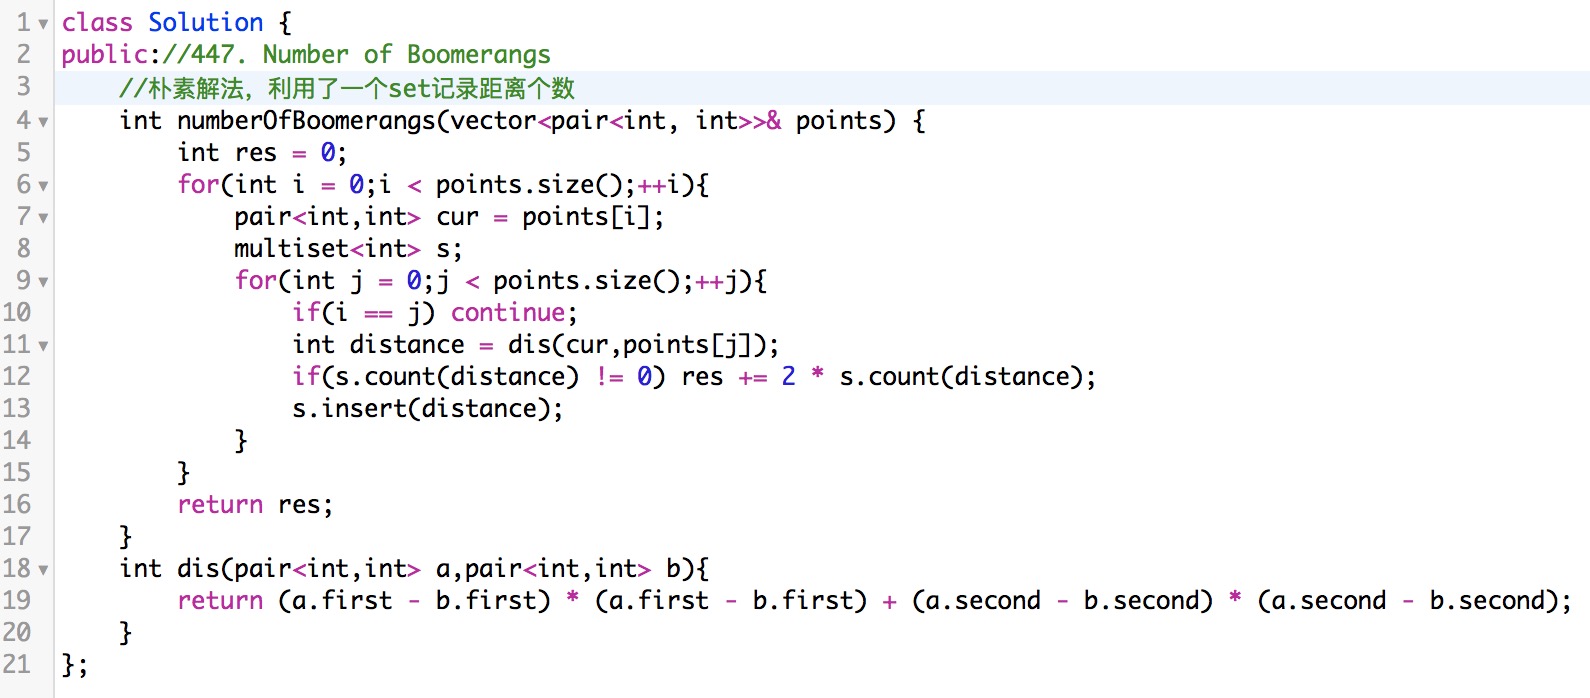 1 class Solution {
2 public://447. Number of Boomerangs
3     //朴素解法，利用了一个set记录距离个数
4     int numberOfBoomerangs(vector<pair<int, int>>& points) {
5         int res = 0;
6         for(int i = 0;i < points.size();++i){
7             pair<int,int> cur = points[i];
8             multiset<int> s;
9             for(int j = 0;j < points.size();++j){
10                 if(i == j) continue;
11                 int distance = dis(cur,points[j]);
12                 if(s.count(distance) != 0) res += 2 * s.count(distance);
13                 s.insert(distance);
14             }
15         }
16         return res;
17     }
18     int dis(pair<int,int> a,pair<int,int> b){
19         return (a.first - b.first) * (a.first - b.first) + (a.second - b.second) * (a.second - b.second);
20     }
21 };